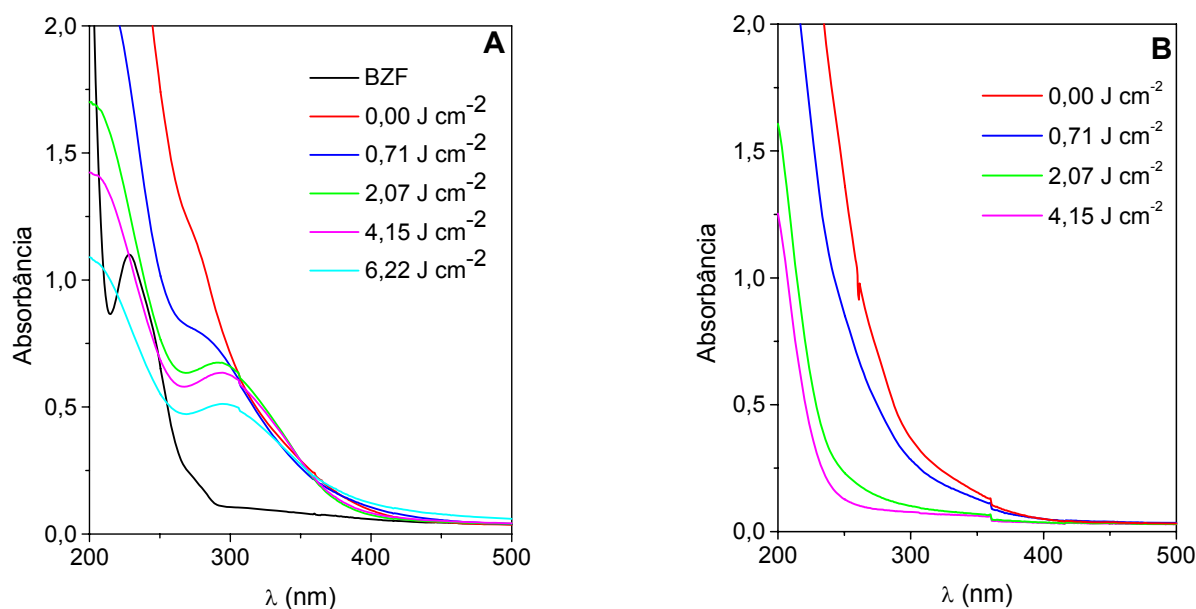 A
2,0
1,5
1,0
0,5
0,0
Absorbância
BZF
0,00 J cm-2
0,71 J cm-2
2,07 J cm-2
4,15 J cm-2
6,22 J cm-2
200 300 400 500
λ (nm)
B
2,0
1,5
1,0
0,5
0,0
Absorbância
0,00 J cm-2
0,71 J cm-2
2,07 J cm-2
4,15 J cm-2
200 300 400 500
λ (nm)